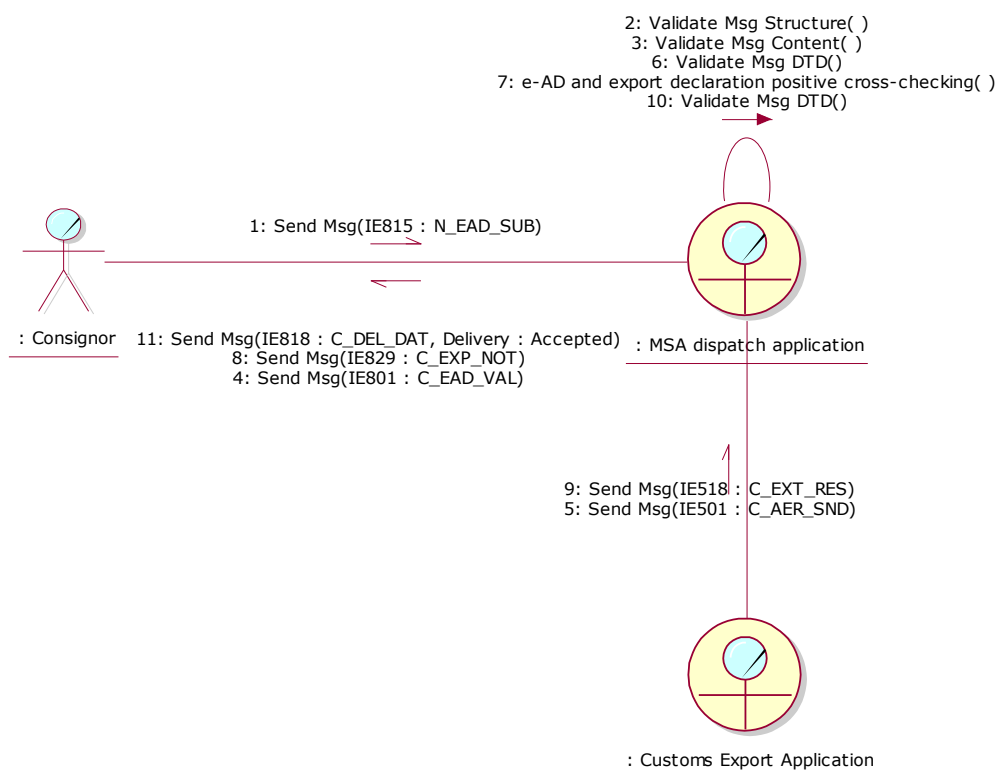 2: Validate Msg Structure( )
3: Validate Msg Content( )
6: Validate Msg DTD()
7: e-AD and export declaration positive cross-checking( )
10: Validate Msg DTD()
1: Send Msg(IE815 : N_EAD_SUB)
: Consignor
11: Send Msg(IE818 : C_DEL_DAT, Delivery : Accepted)
8: Send Msg(IE829 : C_EXP_NOT)
4: Send Msg(IE801 : C_EAD_VAL)
: MSA dispatch application
9: Send Msg(IE518 : C_EXT_RES)
5: Send Msg(IE501 : C_AER_SND)
: Customs Export Application